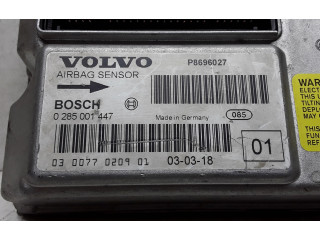 VOLVO
P8696027
AIRBAG SENSOR
BOSCH
0 285 001 447
Made in Germany
085
03 0077 0209 01
03-03-18
01